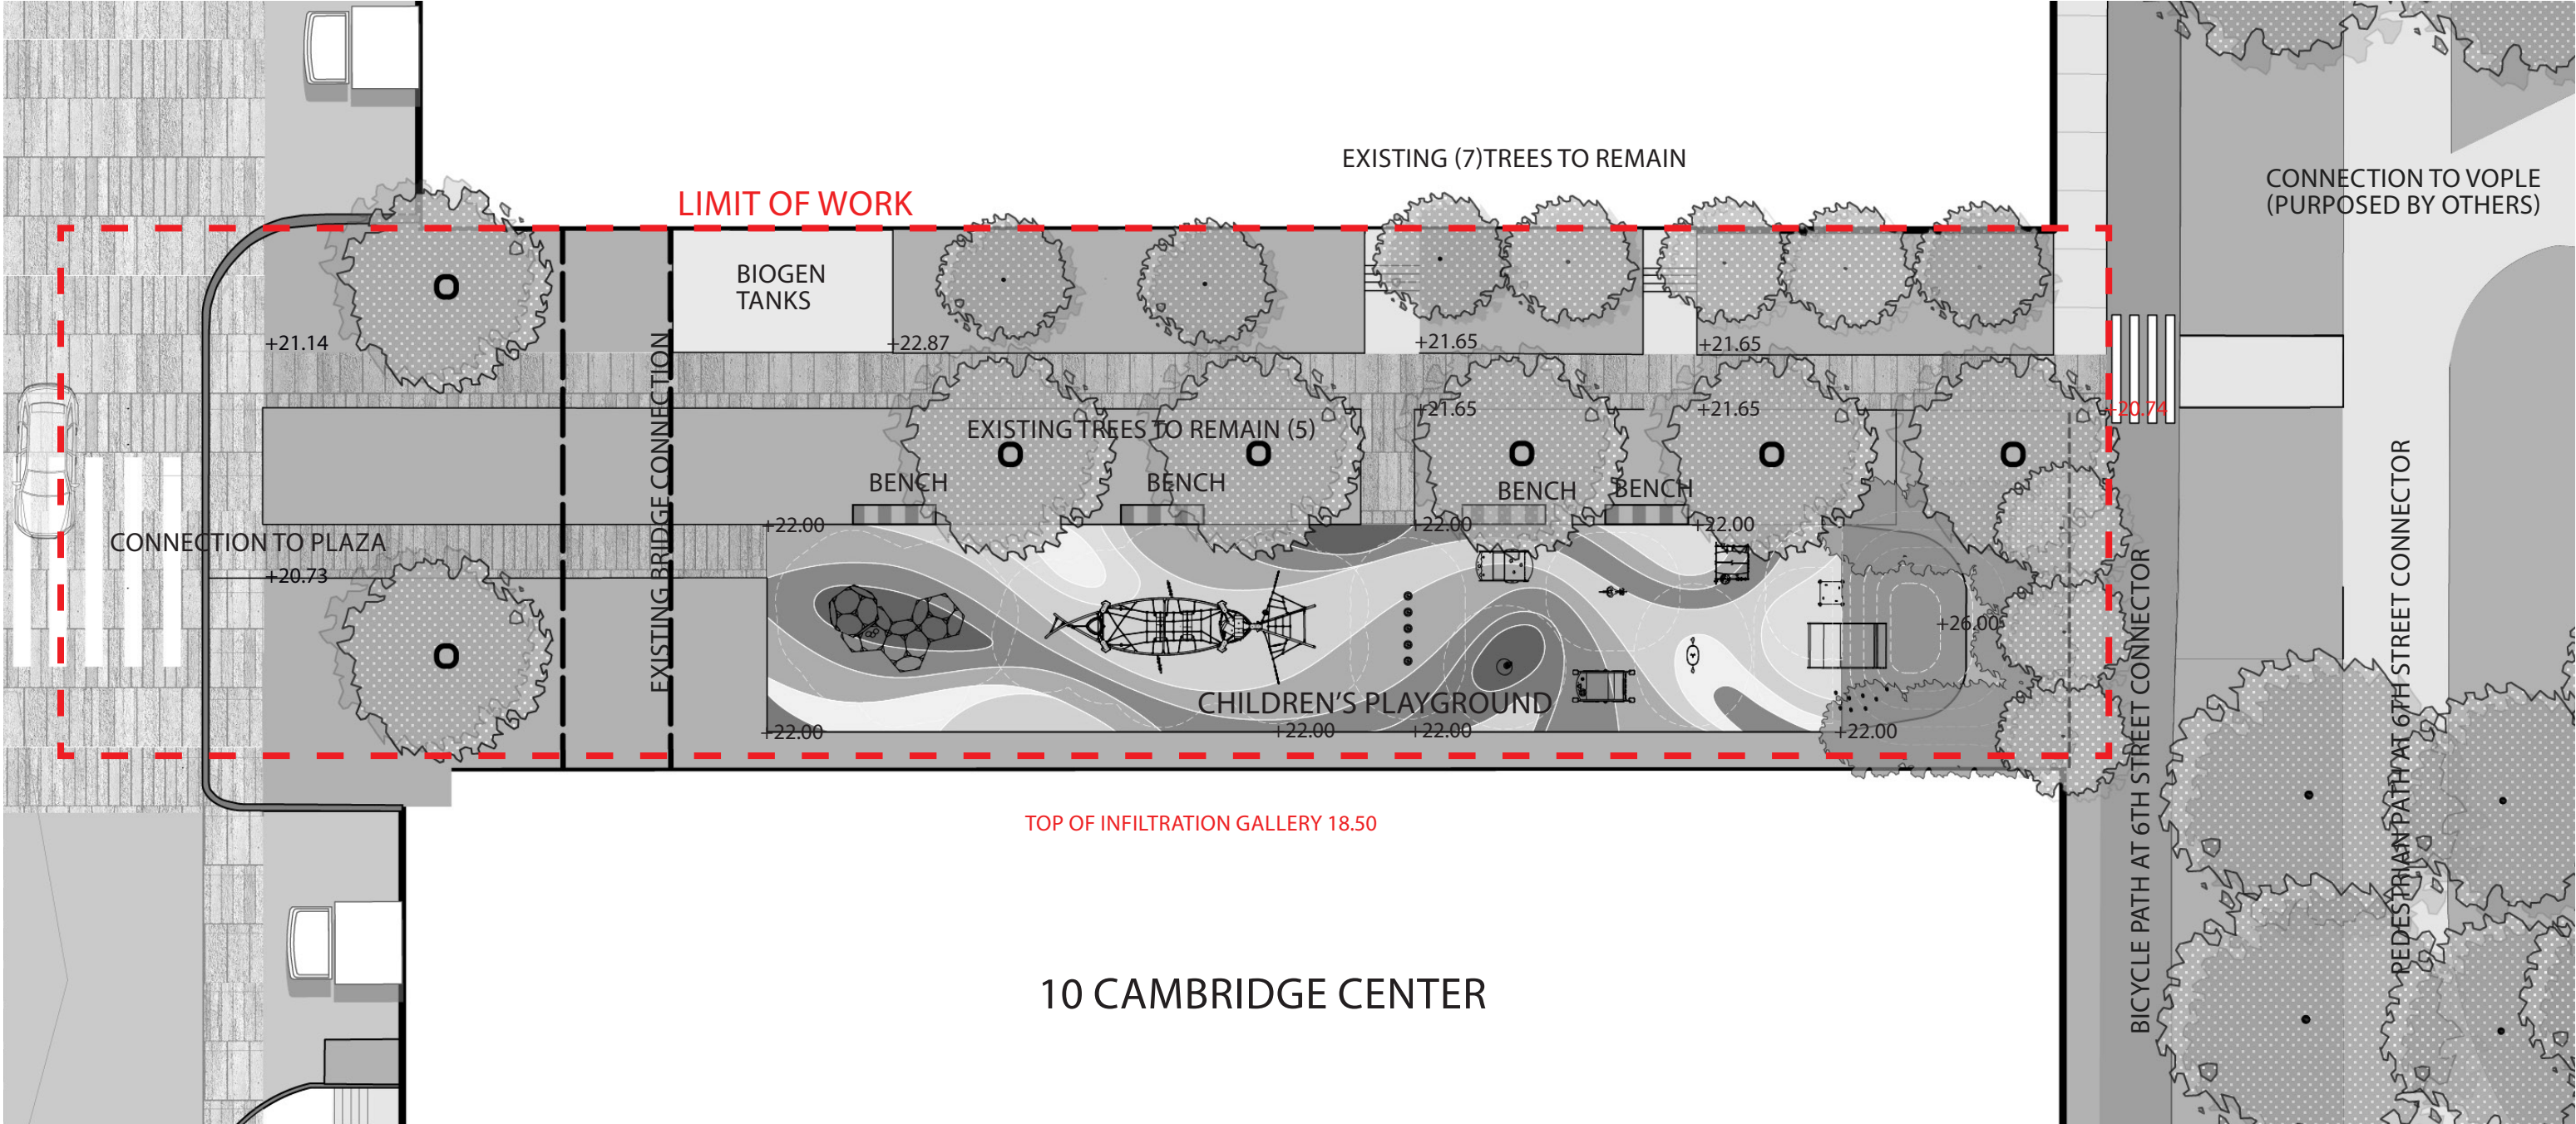 EXISTING (7)TREES TO REMAIN
CONNECTION TO VOPLE
(PURPOSED BY OTHERS)
LIMIT OF WORK
BIOGEN
TANKS
+21.14
+22.87
+21.65
+21.65
EXISTING BRIDGE CONNECTION
+21.65
+21.65
+20.74
EXISTING TREES TO REMAIN (5)
BENCH
BENCH
BENCH
BENCH
+22.00
+22.00
+22.00
CONNECTION TO PLAZA
+20.73
+26.00
CHILDREN'S PLAYGROUND
+22.00
+22.00
+22.00
+22.00
BICYCLE PATH AT 6TH STREET CONNECTOR
PEDESTRIAN PATH AT 6TH STREET CONNECTOR
TOP OF INFILTRATION GALLERY 18.50
10 CAMBRIDGE CENTER